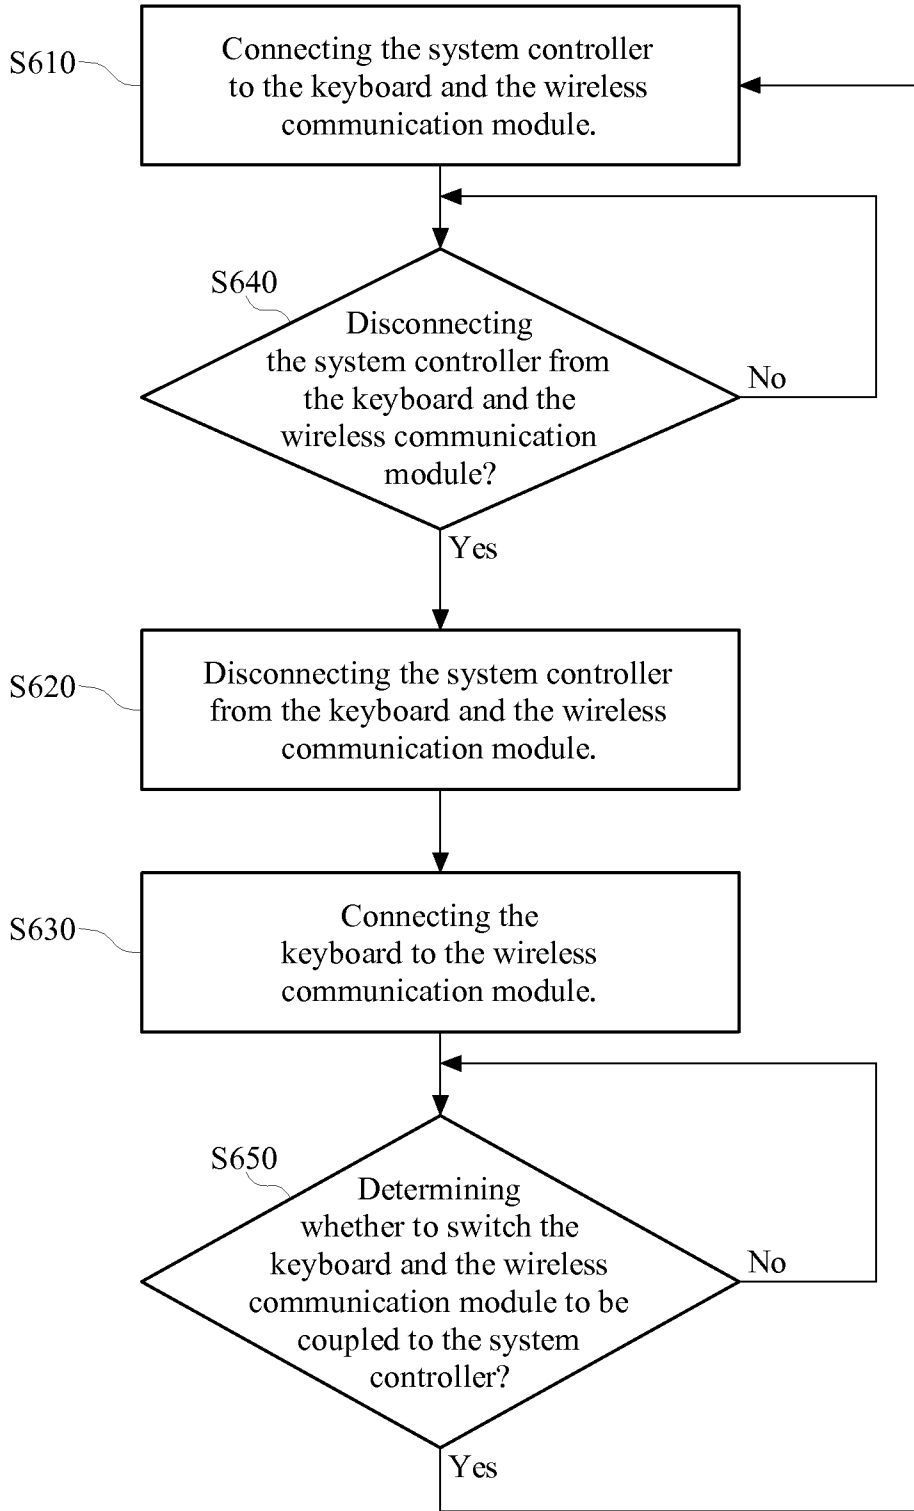 S610
Connecting the system controller
to the keyboard and the wireless
communication module.
S640
Disconnecting
the system controller from
the keyboard and the
wireless communication
module?
No
Yes
S620
Disconnecting the system controller
from the keyboard and the wireless
communication module.
S630
Connecting the
keyboard to the wireless
communication module.
S650
Determining
whether to switch the
keyboard and the wireless
communication module to be
coupled to the system
controller?
No
Yes